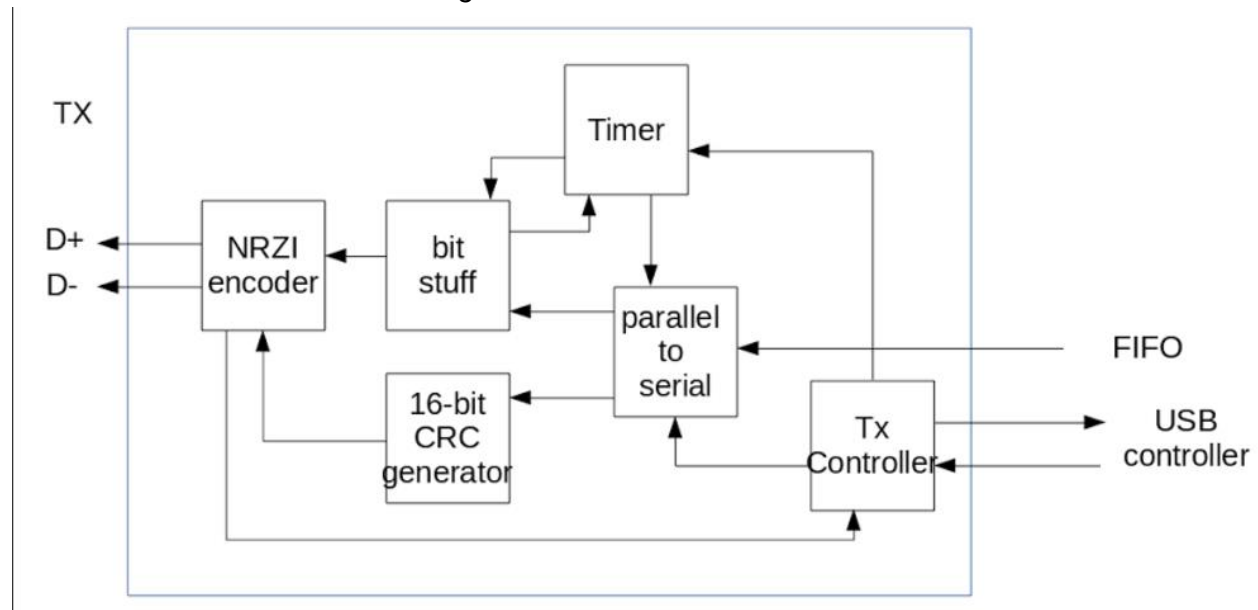 TX
Timer
D+
D-
NRZI
encoder
bit
stuff
parallel
to
serial
16-bit
CRC
generator
Tx
Controller
FIFO
USB
controller